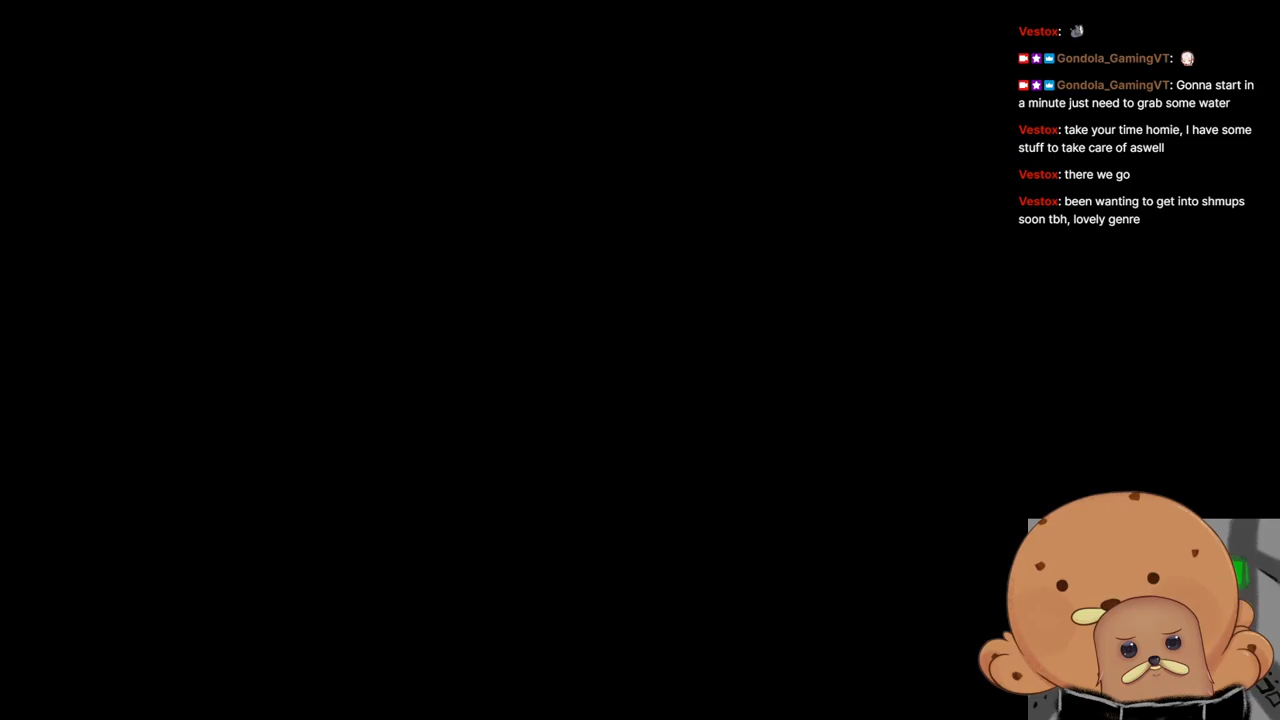 Vestox:
Gondola_GamingVT:
Gondola_GamingVT: Gonna start in
a minute just need to grab some water
Vestox: take your time homie, I have some
stuff to take care of aswell
Vestox: there we go
Vestox: been wanting to get into shmups
soon tbh, lovely genre